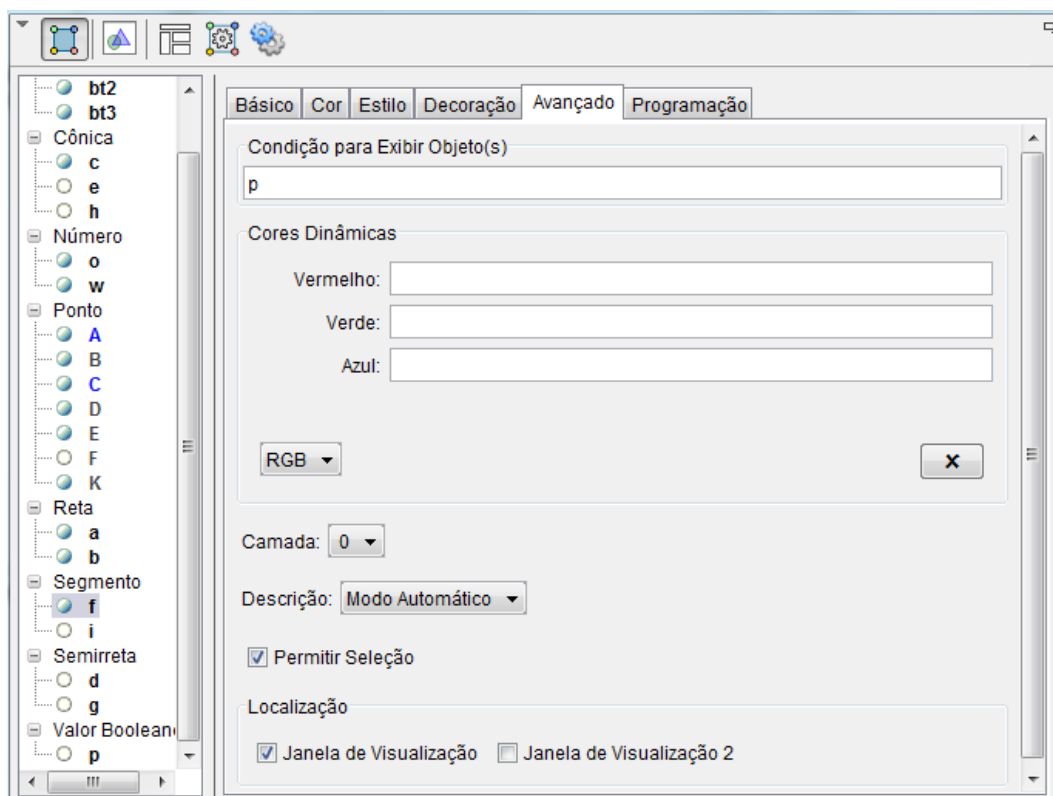 bt2
bt3
Cônica
c
e
h
Número
o
w
Ponto
A
B
C
D
E
F
K
Reta
a
b
Segmento
f
i
Semirreta
d
g
Valor Booleano
p
Básico Cor Estilo Decoração Avançado Programação
Condição para Exibir Objeto(s)
p
Cores Dinâmicas
Vermelho:
Verde:
Azul:
RGB x
Camada: 0
Descrição: Modo Automático
Permitir Seleção
Localização
Janela de Visualização Janela de Visualização 2